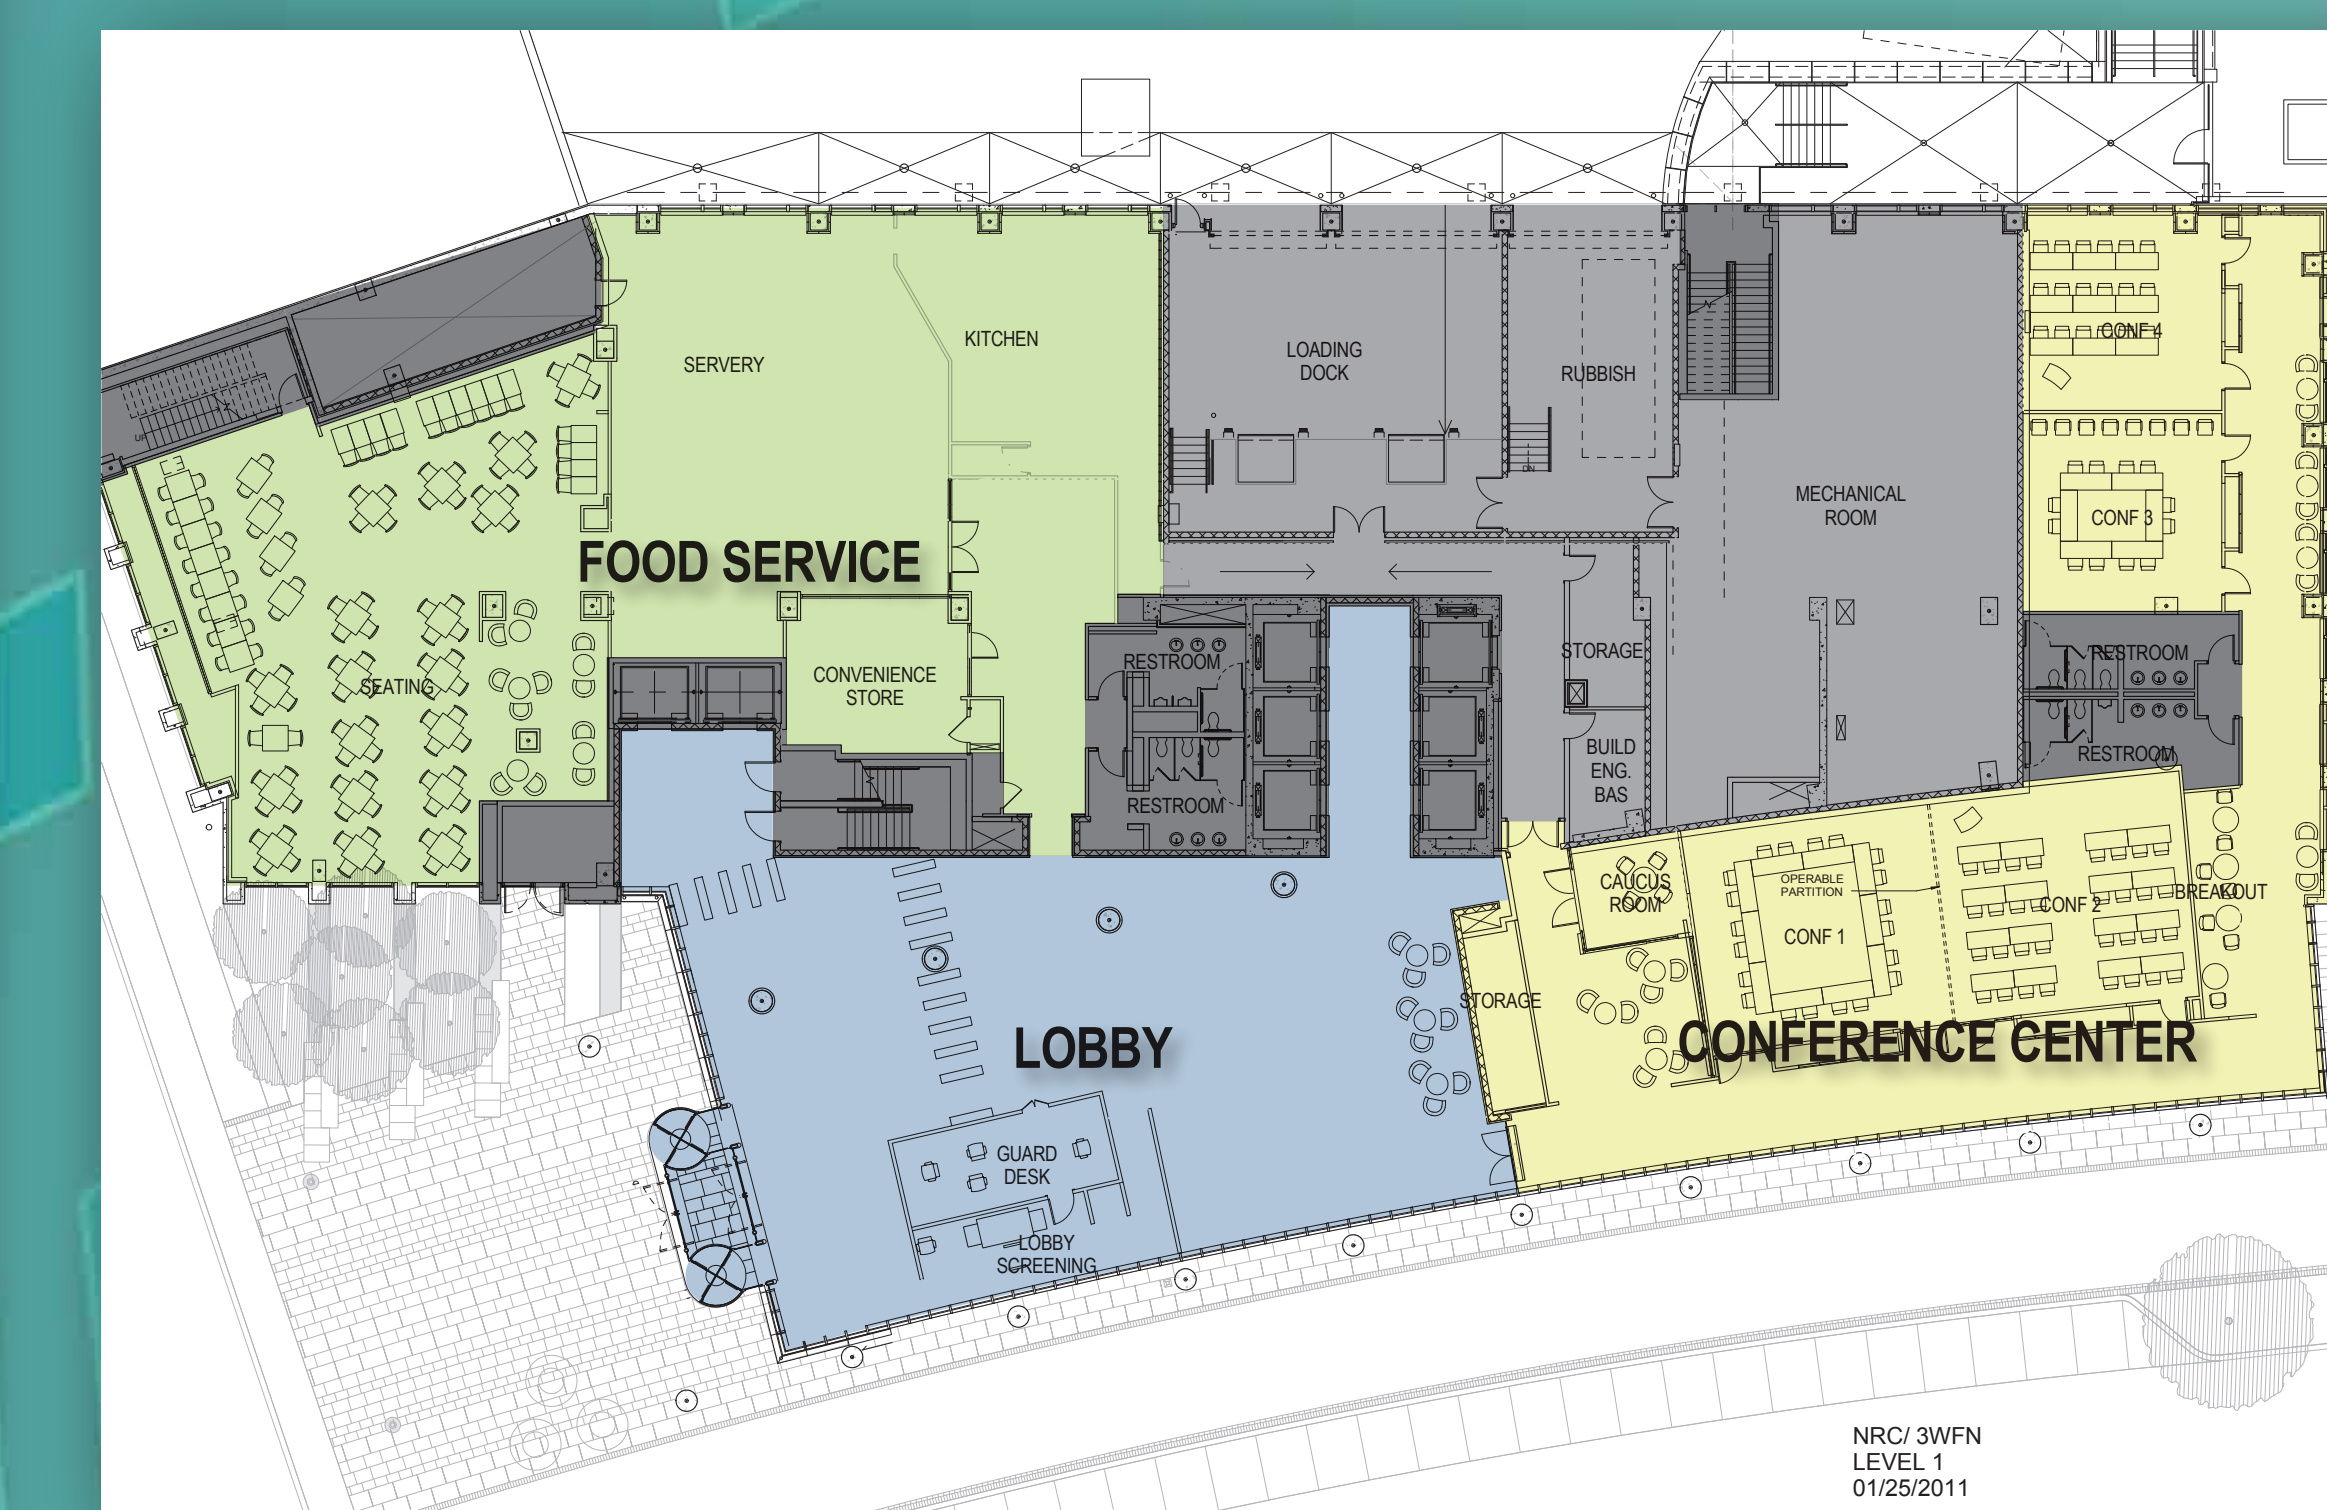 SERVERY
KITCHEN
LOADING
DOCK
RUBBISH
CONF 4
MECHANICAL
ROOM
CONF 3
UP
DN
FOOD SERVICE
SEATING
CONVENIENCE
STORE
RESTROOM
RESTROOM
STORAGE
BUILD
ENG.
BAS
RESTROOM
RESTROOM
CAUCUS
ROOM
OPERABLE
PARTITION
CONF 1
CONF 2
BREAKOUT
STORAGE
LOBBY
CONFERENCE CENTER
GUARD
DESK
LOBBY
SCREENING
NRC/ 3WFN
LEVEL 1
01/25/2011